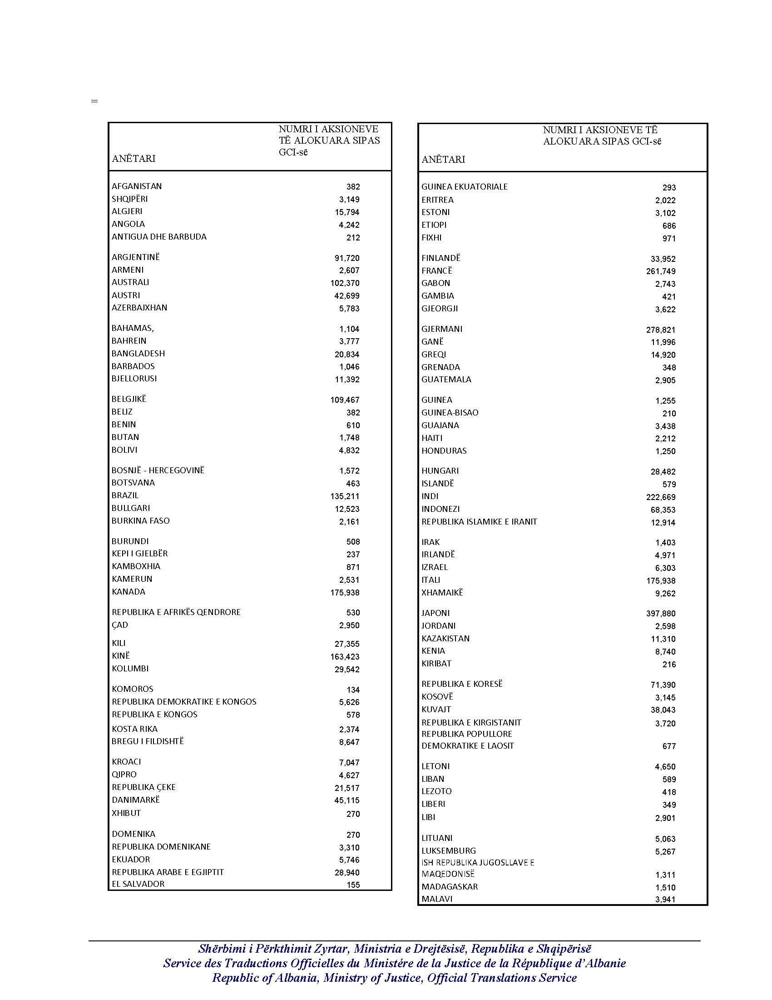 =
NUMRI I AKSIONEVE
TË ALOKUARA SIPAS
GCI-së
ANËTARI
AFGANISTAN 382
SHQIPËRI 3,149
ALGJERI 15,794
ANGOLA 4,242
ANTIGUA DHE BARBUDA 212
ARGJENTINË 91,720
ARMENI 2,607
AUSTRALI 102,370
AUSTRI 42,699
AZERBAJXHAN 5,783
BAHAMAS, 1,104
BAHREIN 3,777
BANGLADESH 20,834
BARBADOS 1,046
BJELLORUSI 11,392
BELGJIKË 109,467
BELIZ 382
BENIN 610
BUTAN 1,748
BOLIVI 4,832
BOSNJË - HERCEGOVINË 1,572
BOTSVANA 463
BRAZIL 135,211
BULLGARI 12,523
BURKINA FASO 2,161
BURUNDI 508
KEPI I GJELBËR 237
KAMBOXHIA 871
KAMERUN 2,531
KANADA 175,938
REPUBLIKA E AFRIKËS QENDRORE 530
ÇAD 2,950
KILI 27,355
KINË 163,423
KOLUMBI 29,542
KOMOROS 134
REPUBLIKA DEMOKRATIKE E KONGOS 5,626
REPUBLIKA E KONGOS 578
KOSTA RIKA 2,374
BREGU I FILDISHTË 8,647
KROACI 7,047
QIPRO 4,627
REPUBLIKA ÇEKE 21,517
DANIMARKË 45,115
XHIBUT 270
DOMENIKA 270
REPUBLIKA DOMENIKANE 3,310
EKUADOR 5,746
REPUBLIKA ARABE E EGJIPTIT 28,940
EL SALVADOR 155
NUMRI I AKSIONEVE TË
ALOKUARA SIPAS GCI-së
ANËTARI
GUINEA EKUATORIALE 293
ERITREA 2,022
ESTONI 3,102
ETIOPI 686
FIXHI 971
FINLANDË 33,952
FRANCË 261,749
GABON 2,743
GAMBIA 421
GJEORGJI 3,622
GJERMANI 278,821
GANË 11,996
GREQI 14,920
GRENADA 348
GUATEMALA 2,905
GUINEA 1,255
GUINEA-BISAO 210
GUAJANA 3,438
HAITI 2,212
HONDURAS 1,250
HUNGARI 28,482
ISLANDË 579
INDI 222,669
INDONEZI 68,353
REPUBLIKA ISLAMIKE E IRANIT 12,914
IRAK 1,403
IRLANDË 4,971
IZRAEL 6,303
ITALI 175,938
XHAMAIKË 9,262
JAPONI 397,880
JORDANI 2,598
KAZAKISTAN 11,310
KENIA 8,740
KIRIBAT 216
REPUBLIKA E KORESË 71,390
KOSOVË 3,145
KUVAJT 38,043
REPUBLIKA E KIRGISTANIT 3,720
REPUBLIKA POPULLORE
DEMOKRATIKE E LAOSIT 677
LETONI 4,650
LIBAN 589
LEZOTO 418
LIBERI 349
LIBI 2,901
LITUANI 5,063
LUKSEMBURG 5,267
ISH REPUBLIKA JUGOSLLAVE E
MAQEDONISË 1,311
MADAGASKAR 1,510
MALAVI 3,941
Shërbimi i Përkthimit Zyrtar, Ministria e Drejtësisë, Republika e Shqipërisë
Service des Traductions Officielles du Ministére de la Justice de la République d’Albanie
Republic of Albania, Ministry of Justice, Official Translations Service